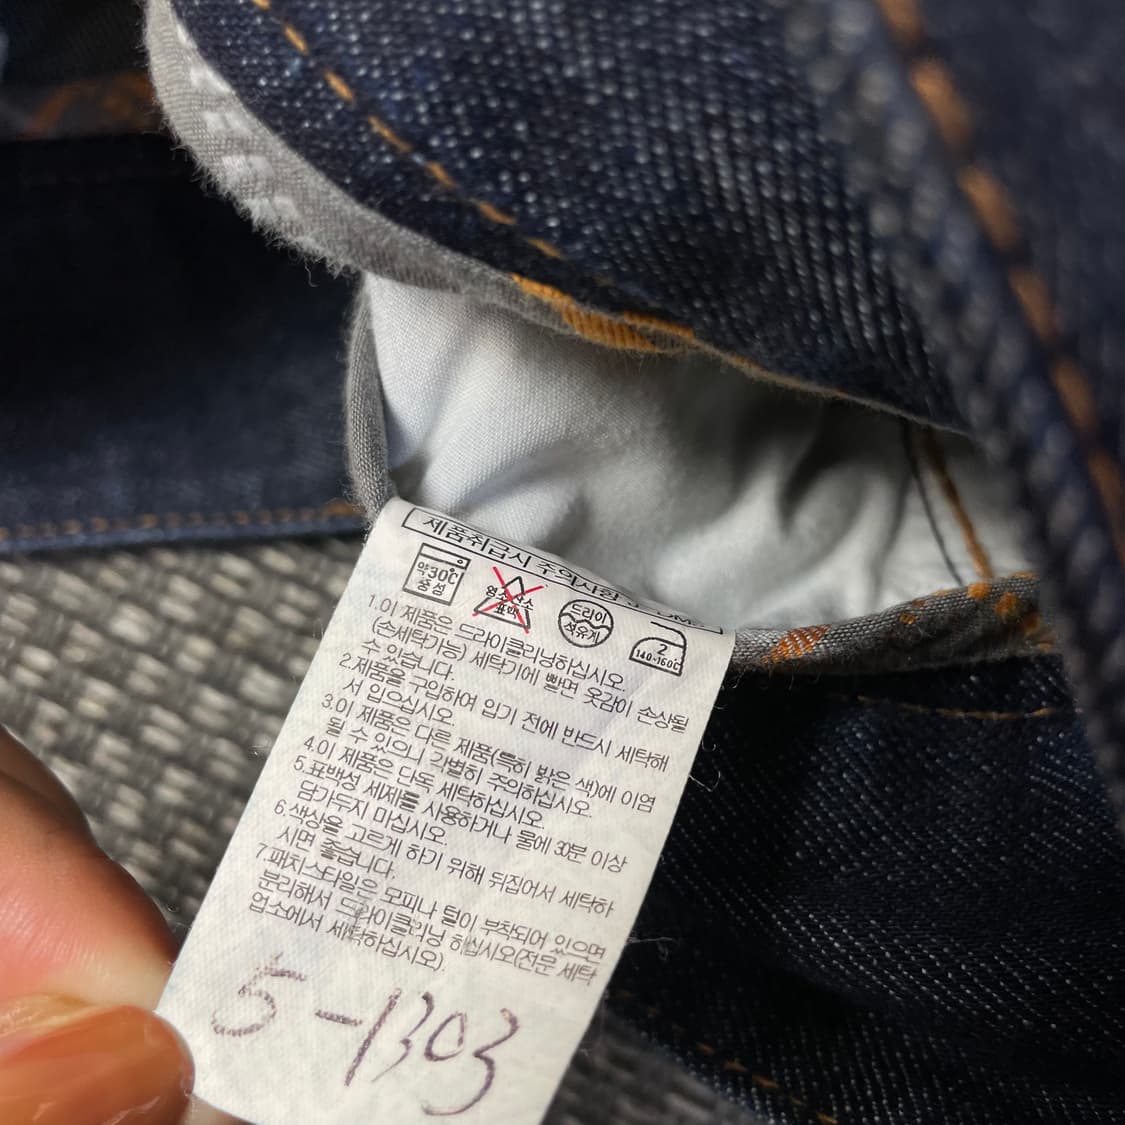 제품취급시 주의사항
약30℃
중성
염소산소
표백
드라이
석유계
2
140-160℃
1.이 제품은 드라이클리닝하십시오.
(손세탁가능) 세탁기에 빨면 옷감이 손상될
수 있습니다.
2.제품을 구입하여 입기 전에 반드시 세탁해
서 입으십시오.
3.이 제품은 다른 제품(특히 밝은 색)에 이염
될 수 있으니 각별히 주의하십시오.
4.이 제품은 단독 세탁하십시오.
5.표백성 세제를 사용하거나 물에 30분 이상
담가두지 마십시오.
6.색상을 고르게 하기 위해 뒤집어서 세탁하
시면 좋습니다.
7.패치스타일은 모피나 털이 부착되어 있으면
분리해서 드라이클리닝 하십시오(전문 세탁
업소에서 세탁하십시오).
5-1303